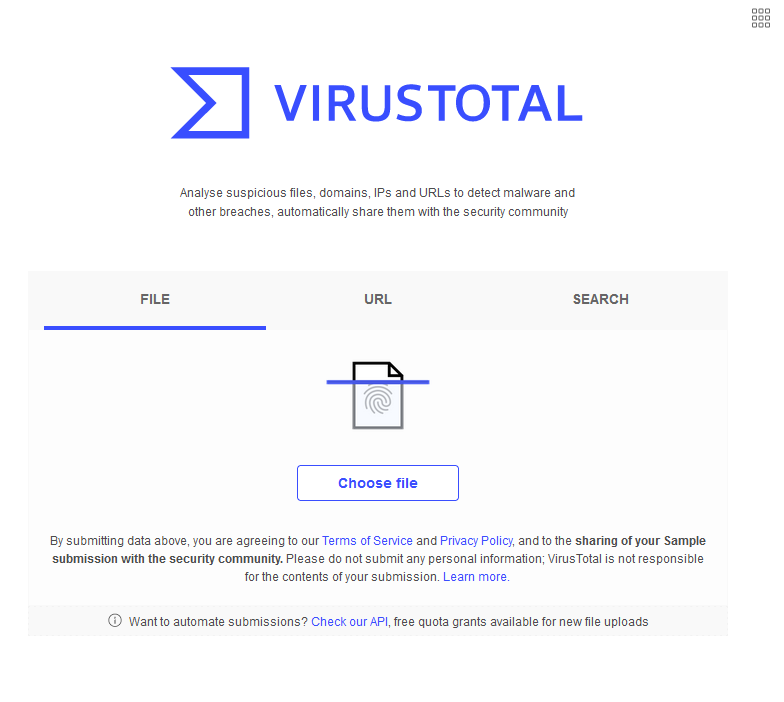 VIRUSTOTAL
Analyse suspicious files, domains, IPs and URLs to detect malware and
other breaches, automatically share them with the security community
FILE
URL
SEARCH
Choose file
By submitting data above, you are agreeing to our Terms of Service and Privacy Policy, and to the sharing of your Sample
submission with the security community. Please do not submit any personal information; VirusTotal is not responsible
for the contents of your submission. Learn more.
Want to automate submissions? Check our API, free quota grants available for new file uploads